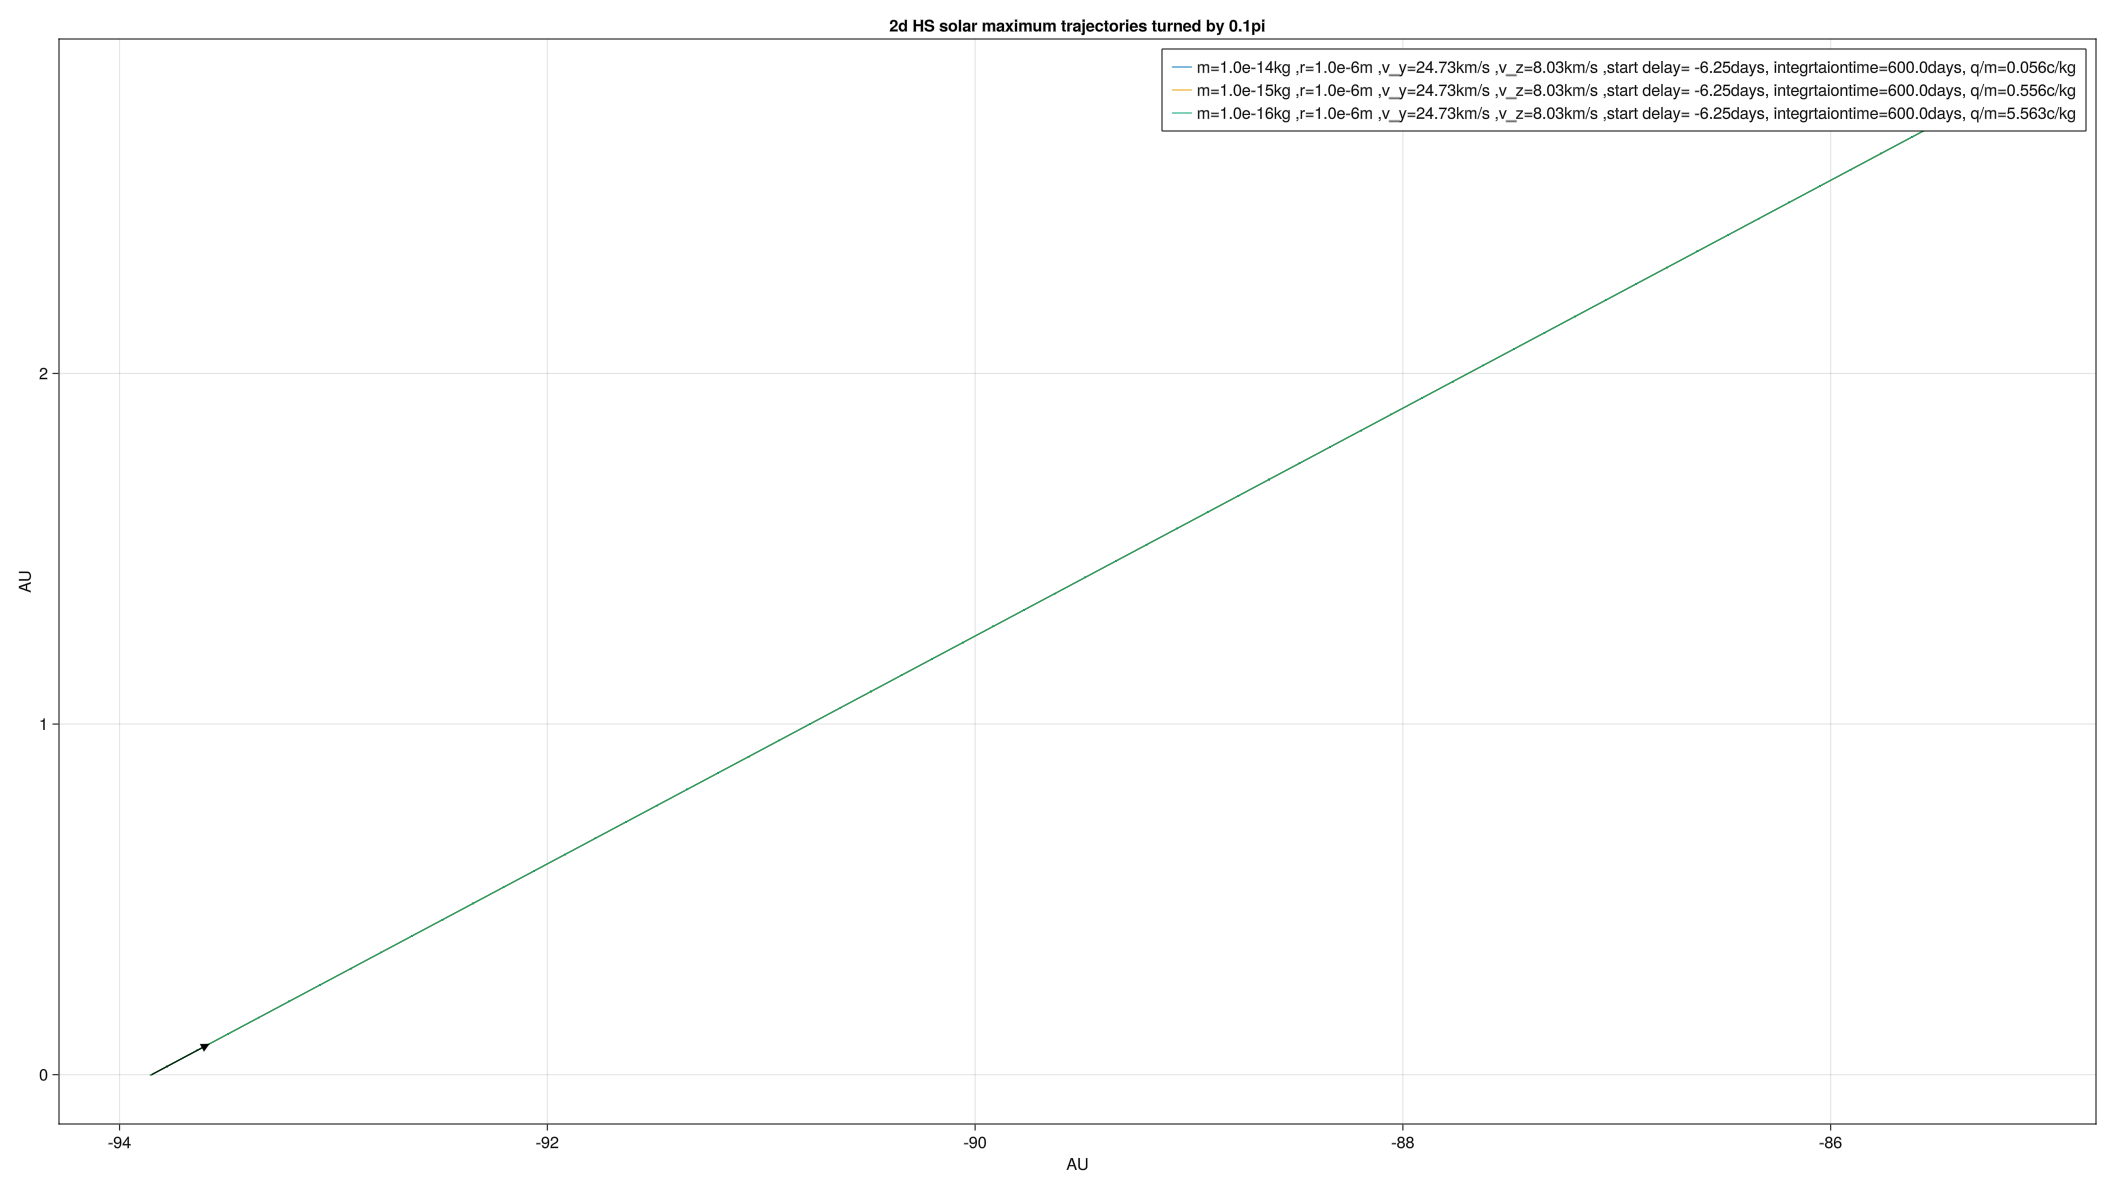 2d HS solar maximum trajectories turned by 0.1pi
m=1.0e-14kg ,r=1.0e-6m ,v_y=24.73km/s ,v_z=8.03km/s ,start delay= -6.25days, integrtaiontime=600.0days, q/m=0.056c/kg
m=1.0e-15kg ,r=1.0e-6m ,v_y=24.73km/s ,v_z=8.03km/s ,start delay= -6.25days, integrtaiontime=600.0days, q/m=0.556c/kg
m=1.0e-16kg ,r=1.0e-6m ,v_y=24.73km/s ,v_z=8.03km/s ,start delay= -6.25days, integrtaiontime=600.0days, q/m=5.563c/kg
2
AU
1
0
-94 -92 -90 -88 -86
AU